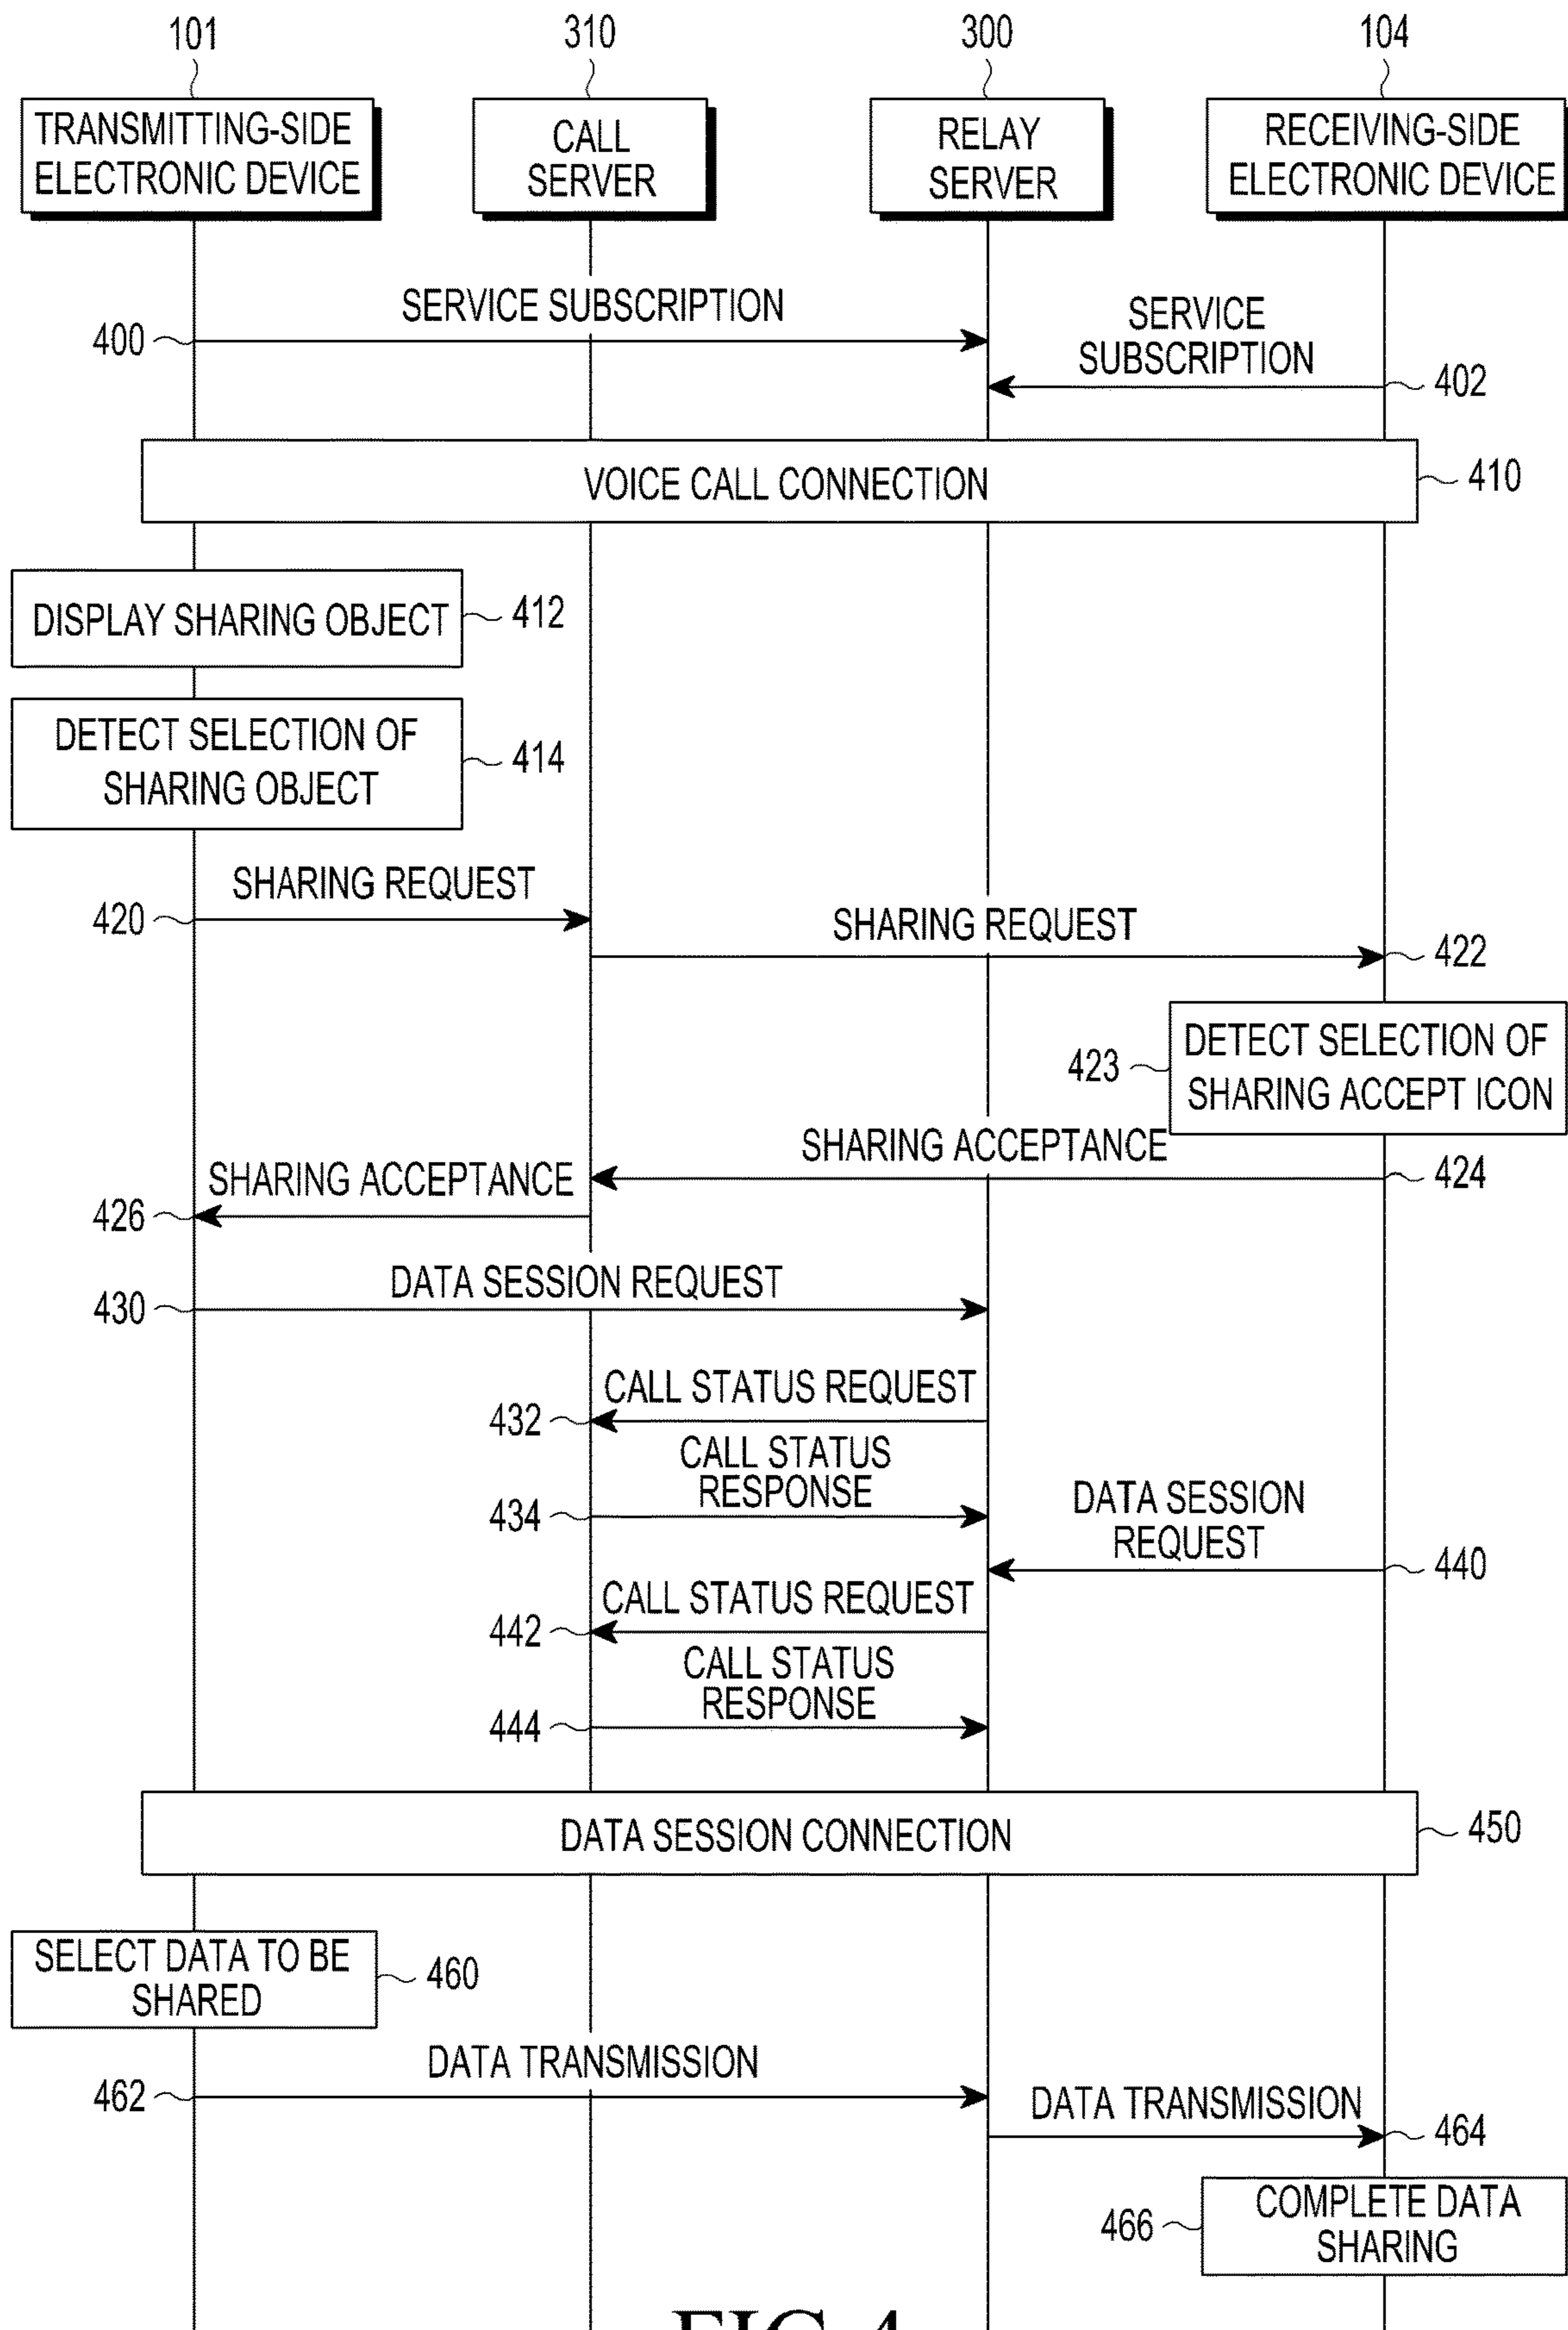 101
310
300
104
TRANSMITTING-SIDE
ELECTRONIC DEVICE
CALL
SERVER
RELAY
SERVER
RECEIVING-SIDE
ELECTRONIC DEVICE
SERVICE SUBSCRIPTION
400
SERVICE
SUBSCRIPTION
402
VOICE CALL CONNECTION
410
DISPLAY SHARING OBJECT
412
DETECT SELECTION OF
SHARING OBJECT
414
SHARING REQUEST
420
SHARING REQUEST
422
DETECT SELECTION OF
SHARING ACCEPT ICON
423
SHARING ACCEPTANCE
424
SHARING ACCEPTANCE
426
DATA SESSION REQUEST
430
CALL STATUS REQUEST
432
CALL STATUS
RESPONSE
434
DATA SESSION
REQUEST
440
CALL STATUS REQUEST
442
CALL STATUS
RESPONSE
444
DATA SESSION CONNECTION
450
SELECT DATA TO BE
SHARED
460
DATA TRANSMISSION
462
DATA TRANSMISSION
464
COMPLETE DATA
SHARING
466
FIG.4